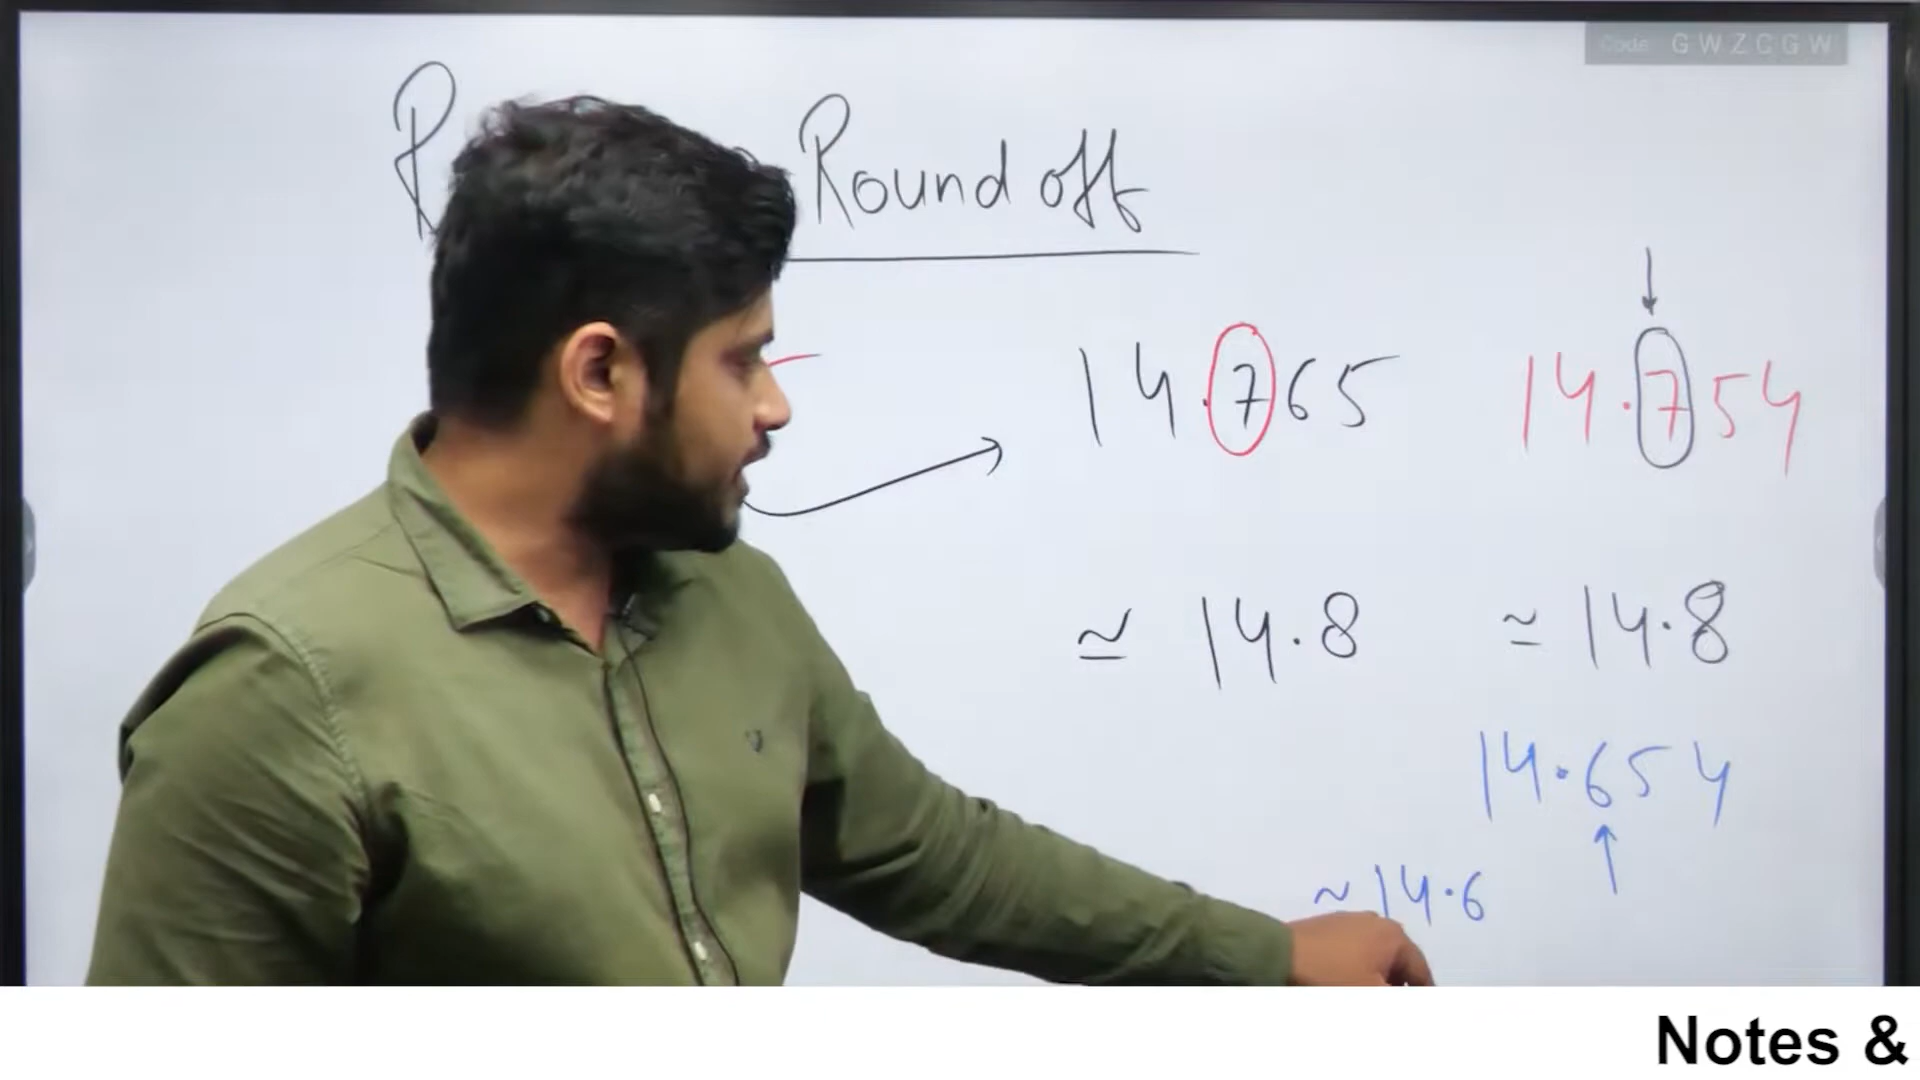 Code: GWZCGW
Round off
14.765
14.754
≃ 14.8
≃ 14.8
14.654
~ 14.6
Notes &